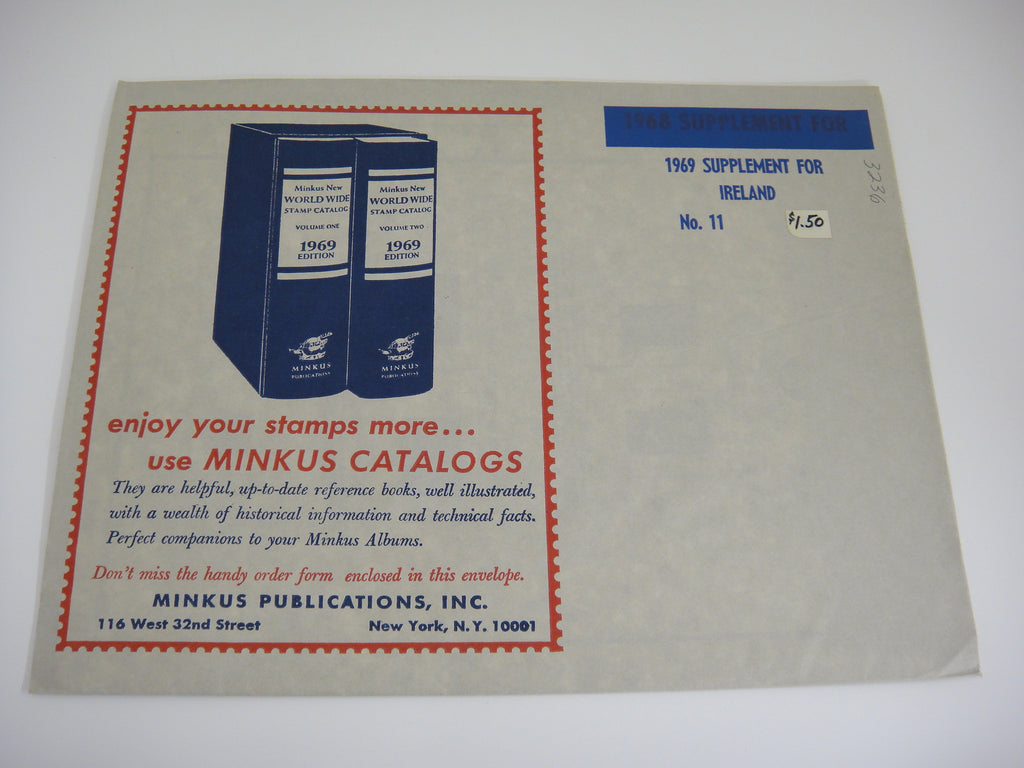 Minkus New
WORLD WIDE
STAMP CATALOG
VOLUME ONE
1969
EDITION
MINKUS
PUBLICATIONS
Minkus New
WORLD WIDE
STAMP CATALOG
VOLUME TWO
1969
EDITION
MINKUS
PUBLICATIONS
enjoy your stamps more...
use MINKUS CATALOGS
They are helpful, up-to-date reference books, well illustrated,
with a wealth of historical information and technical facts.
Perfect companions to your Minkus Albums.
Don't miss the handy order form enclosed in this envelope.
MINKUS PUBLICATIONS, INC.
116 West 32nd Street New York, N.Y. 10001
1968 SUPPLEMENT FOR
1969 SUPPLEMENT FOR
IRELAND
No. 11
$1.50
3236